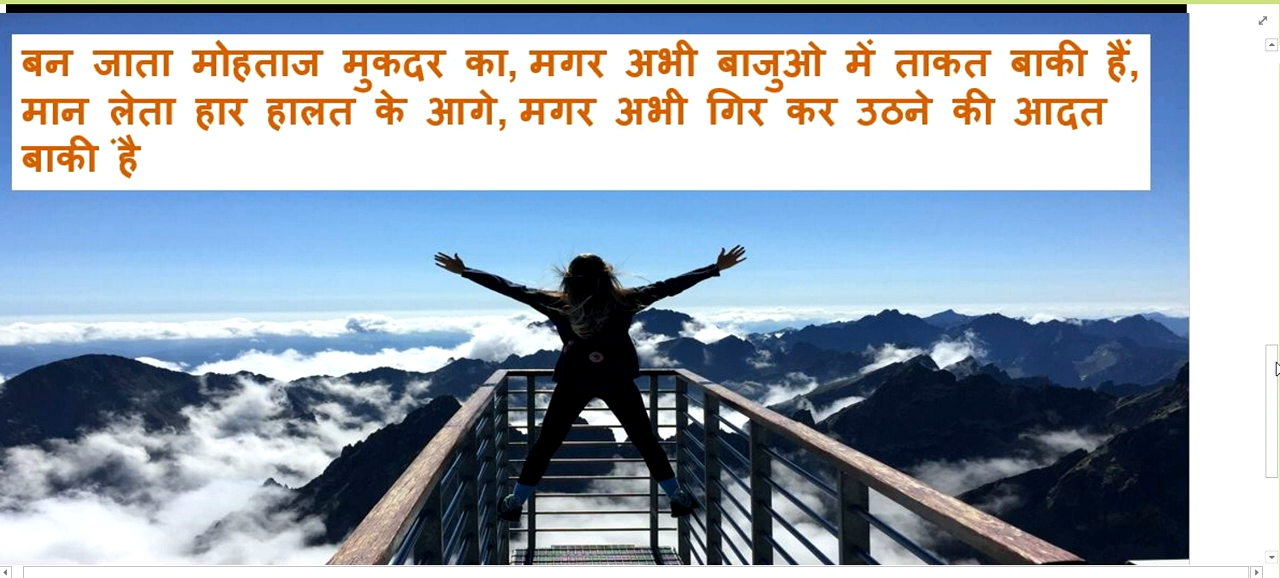 बन जाता मोहताज मुकदर का, मगर अभी बाजुओ में ताकत बाकी हैं,
मान लेता हार हालत के आगे, मगर अभी गिर कर उठने की आदत
बाकी ंहै